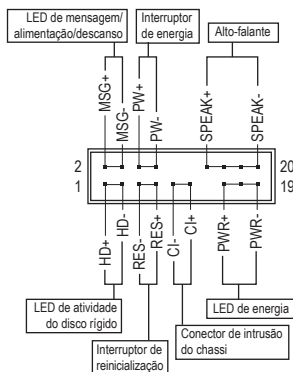 LED de mensagem/
alimentação/descanso
Interruptor
de energia
Alto-falante
MSG+
MSG-
PW+
PW-
SPEAK+
SPEAK-
2
20
1
19
HD+
HD-
RES-
RES+
CI-
CI+
PWR+
PWR-
LED de atividade
do disco rígido
LED de energia
Interruptor de
reinicialização
Conector de intrusão
do chassi